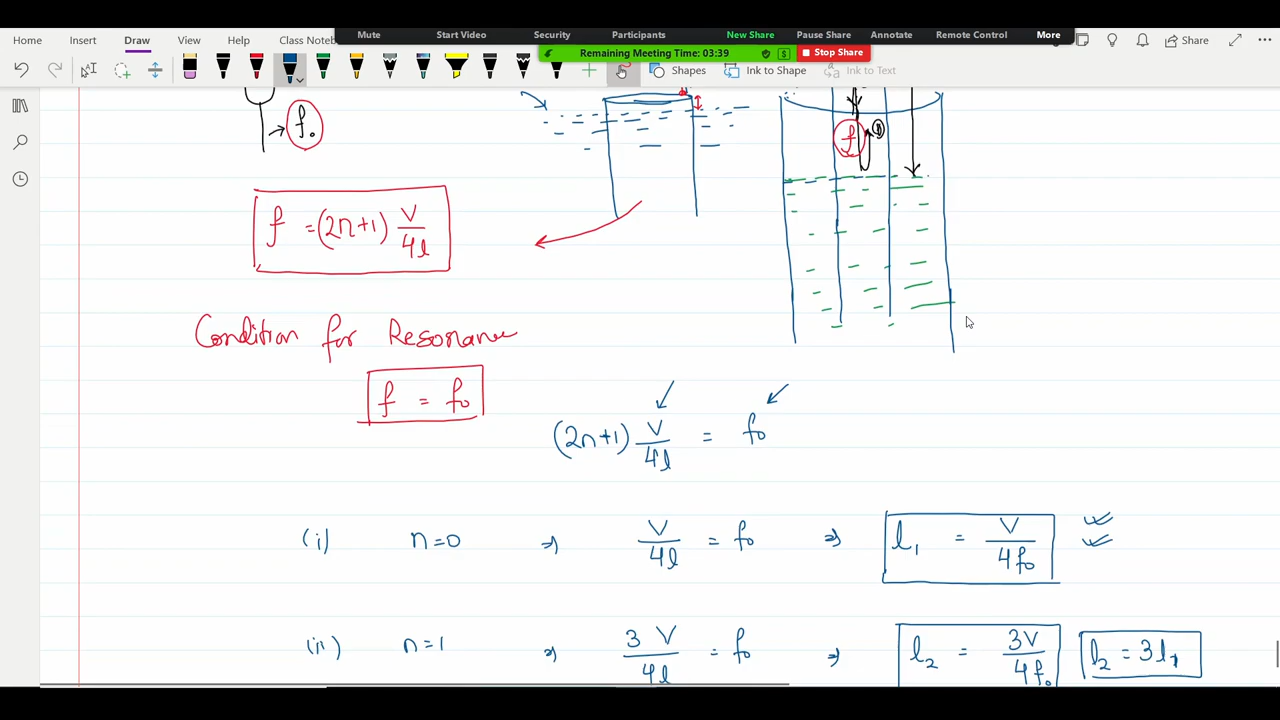 Mute Start Video Security Participants New Share Pause Share Annotate Remote Control More
Home Insert Draw View Help Class Noteb Share
Remaining Meeting Time: 03:39 Stop Share
Shapes Ink to Shape Ink to Text
f₀
f
f = (2n+1) V/4l
Condition for Resonance
f = f₀
(2n+1) V/4l = f₀
(i) n=0 ⇒ V/4l = f₀ ⇒ l₁ = V/4f₀
(ii) n=1 ⇒ 3V/4l = f₀ ⇒ l₂ = 3V/4f₀ l₂ = 3l₁